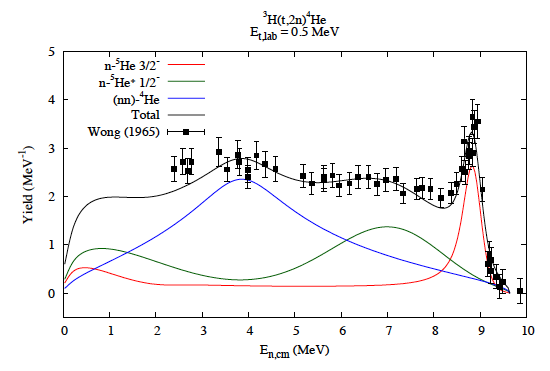 ³H(t,2n)⁴He
E_t,lab = 0.5 MeV
n-⁵He 3/2⁻
n-⁵He* 1/2⁻
(nn)-⁴He
Total
Wong (1965)
Yield (MeV⁻¹)
5
4
3
2
1
0
0 1 2 3 4 5 6 7 8 9 10
E_n,cm (MeV)